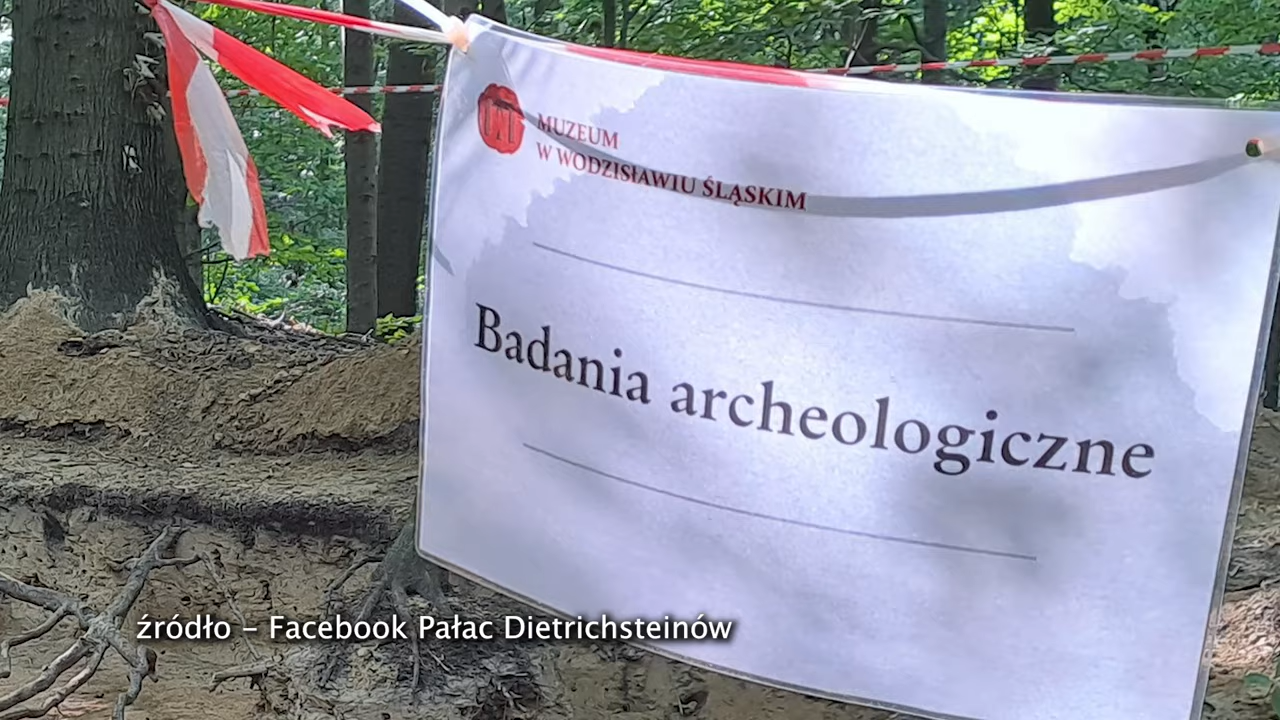 MUZEUM
W WODZISŁAWIU ŚLĄSKIM
Badania archeologiczne
źródło – Facebook Pałac Dietrichsteinów